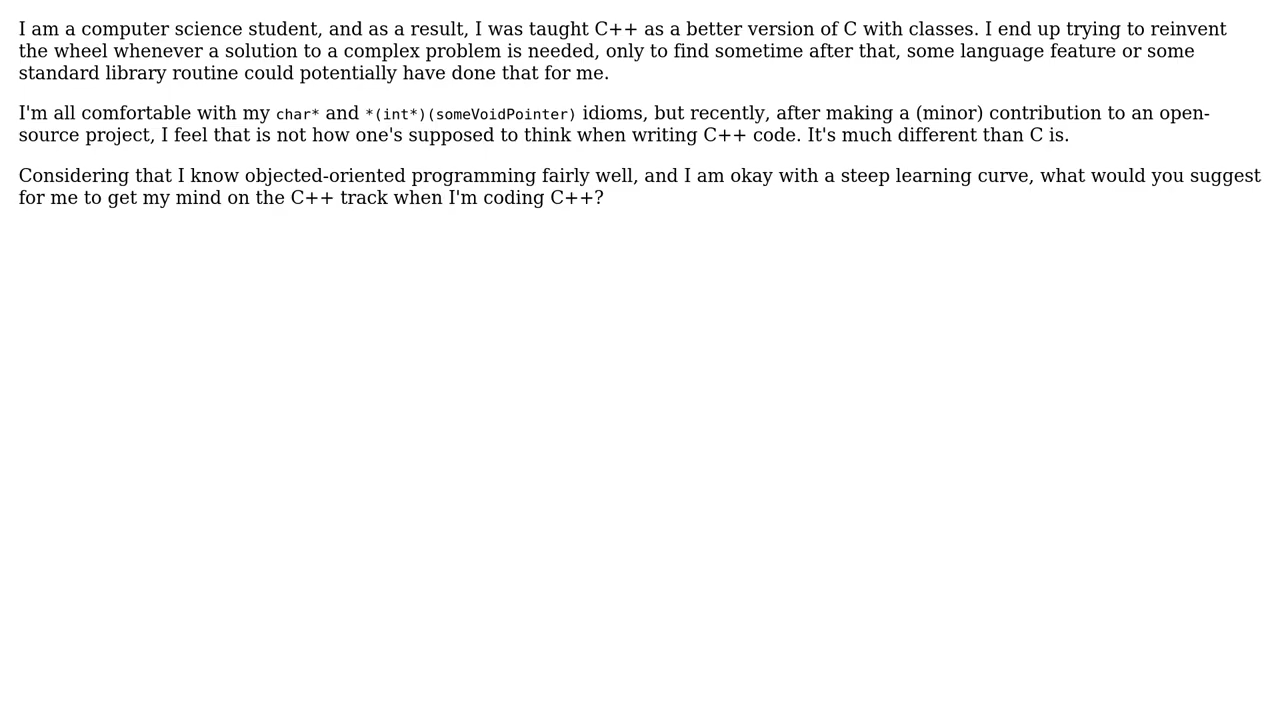 I am a computer science student, and as a result, I was taught C++ as a better version of C with classes. I end up trying to reinvent
the wheel whenever a solution to a complex problem is needed, only to find sometime after that, some language feature or some
standard library routine could potentially have done that for me.
I'm all comfortable with my char* and *(int*)(someVoidPointer) idioms, but recently, after making a (minor) contribution to an open-
source project, I feel that is not how one's supposed to think when writing C++ code. It's much different than C is.
Considering that I know objected-oriented programming fairly well, and I am okay with a steep learning curve, what would you suggest
for me to get my mind on the C++ track when I'm coding C++?